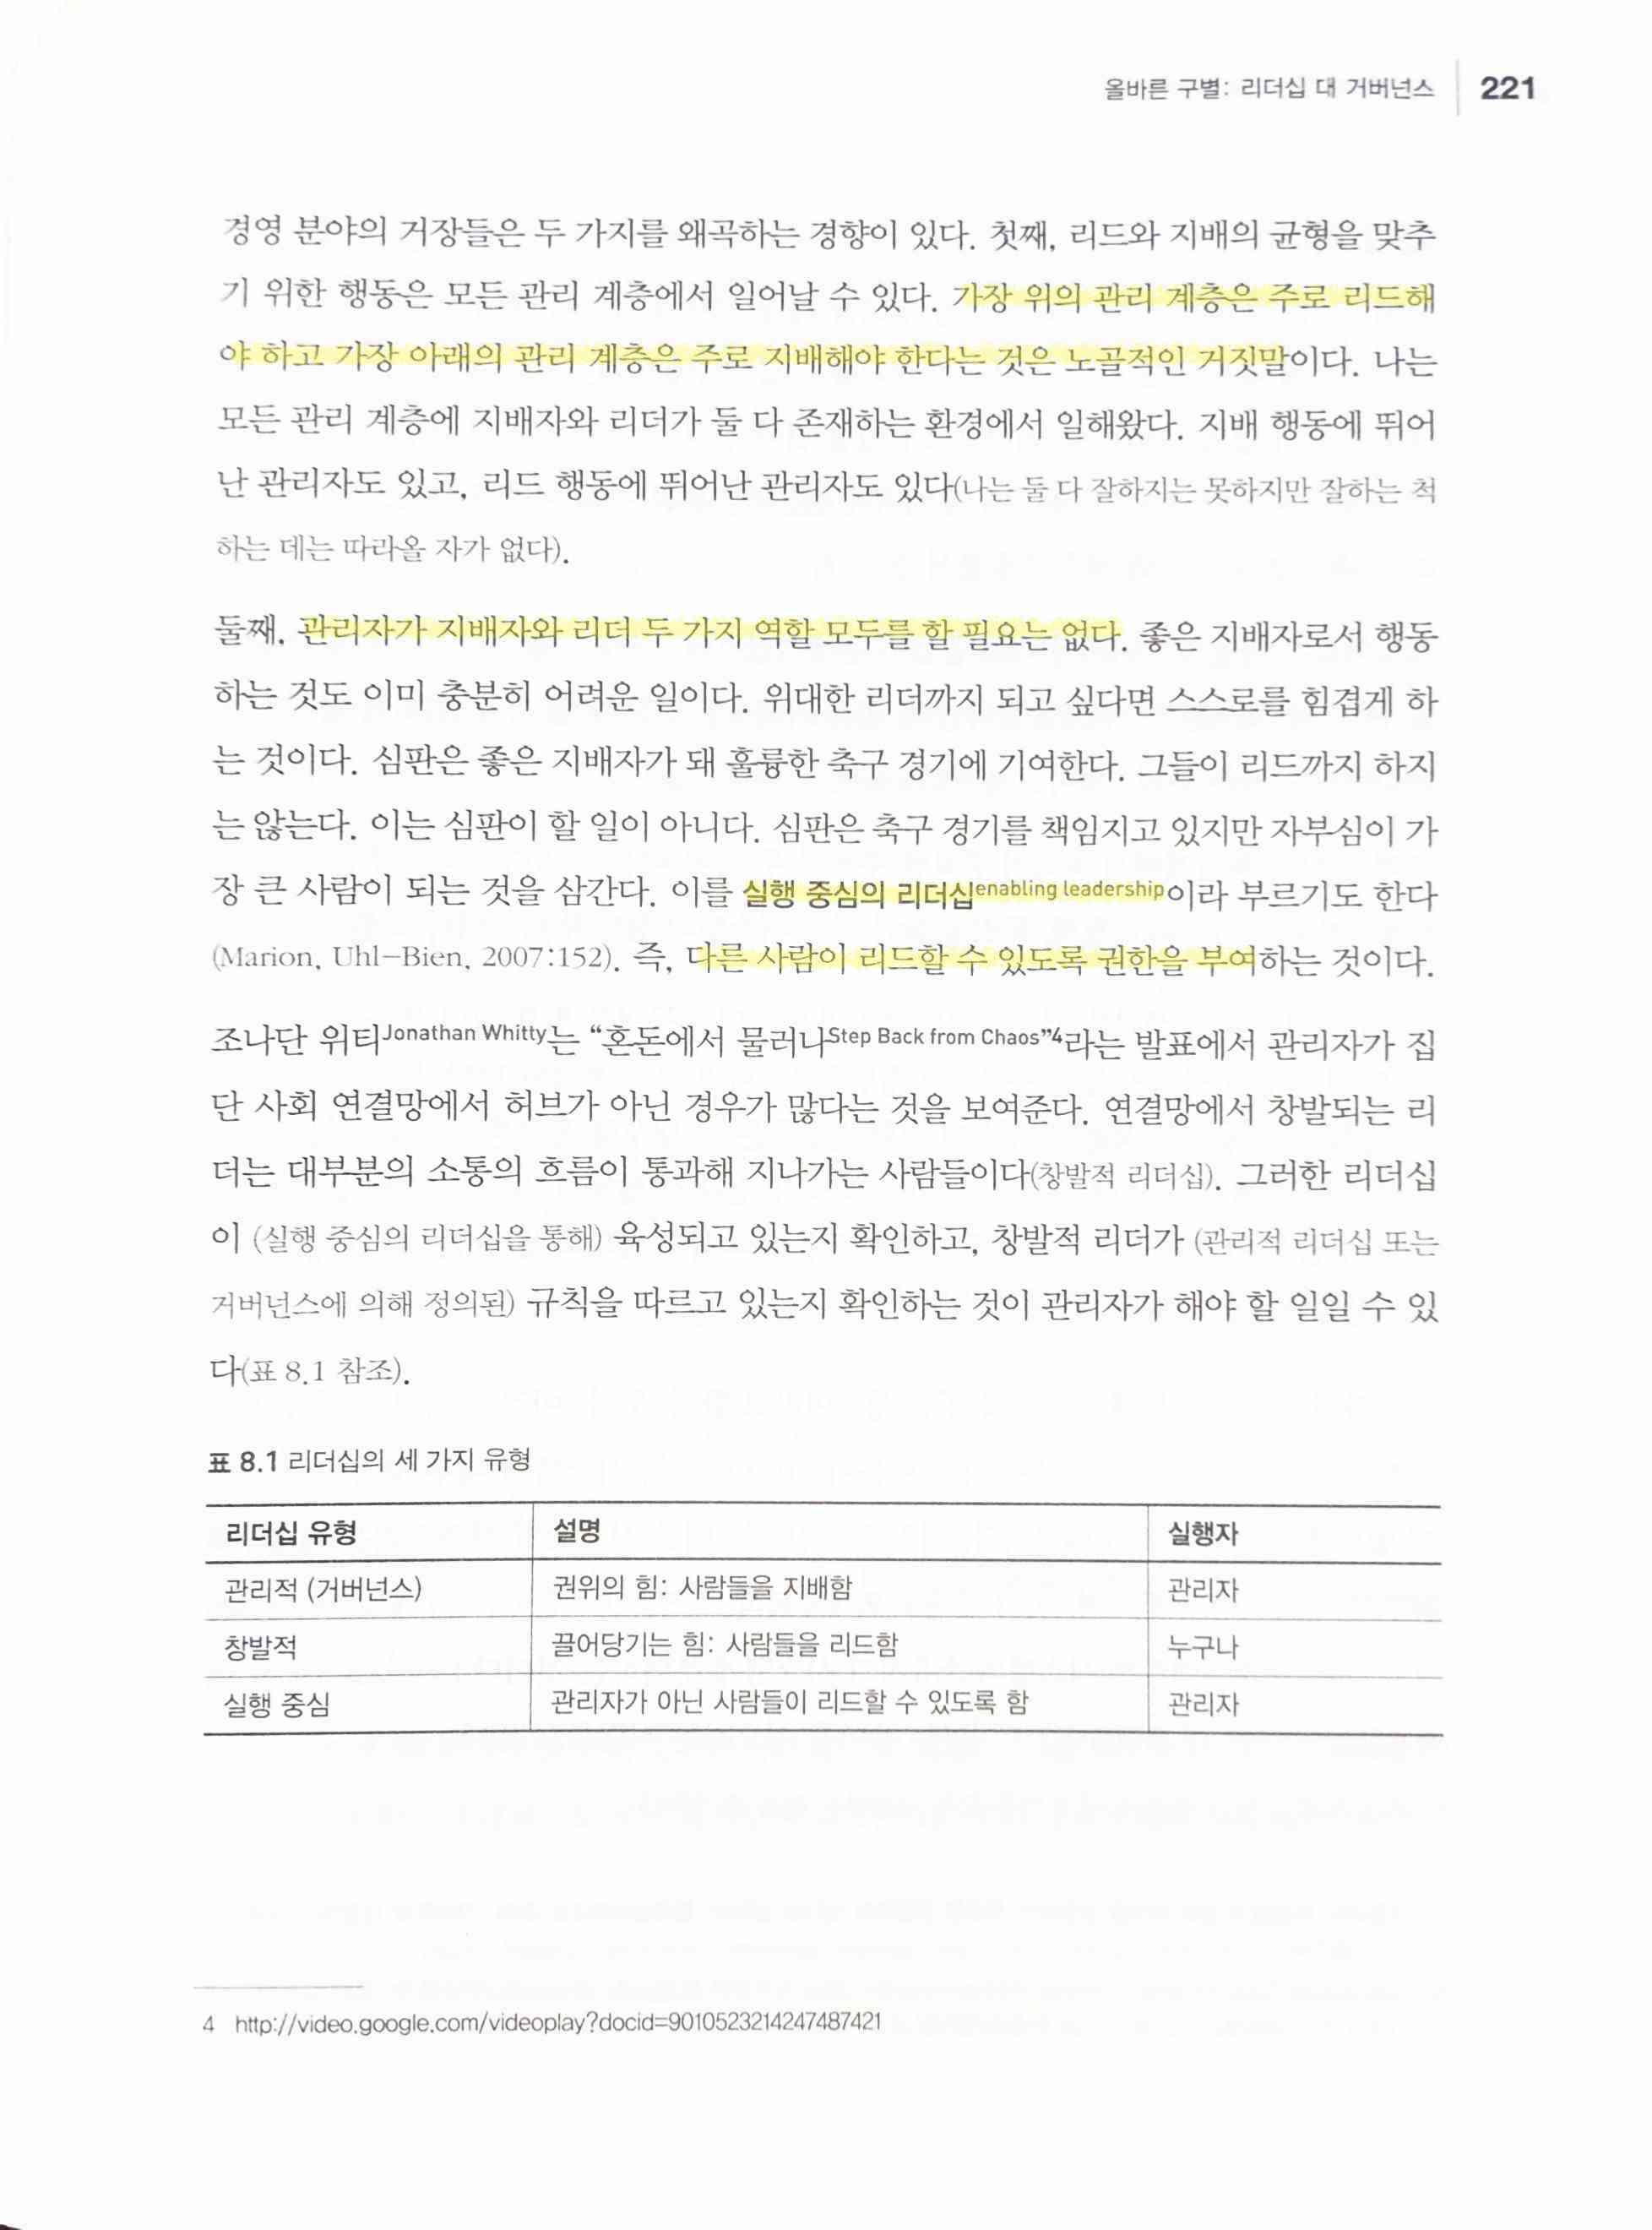 올바른 구별: 리더십 대 거버넌스 221
경영 분야의 거장들은 두 가지를 왜곡하는 경향이 있다. 첫째, 리드와 지배의 균형을 맞추
기 위한 행동은 모든 관리 계층에서 일어날 수 있다. 가장 위의 관리 계층은 주로 리드해
야 하고 가장 아래의 관리 계층은 주로 지배해야 한다는 것은 노골적인 거짓말이다. 나는
모든 관리 계층에 지배자와 리더가 둘 다 존재하는 환경에서 일해왔다. 지배 행동에 뛰어
난 관리자도 있고, 리드 행동에 뛰어난 관리자도 있다(나는 둘 다 잘하지는 못하지만 잘하는 척
하는 데는 따라올 자가 없다).
둘째, 관리자가 지배자와 리더 두 가지 역할 모두를 할 필요는 없다. 좋은 지배자로서 행동
하는 것도 이미 충분히 어려운 일이다. 위대한 리더까지 되고 싶다면 스스로를 힘겹게 하
는 것이다. 심판은 좋은 지배자가 돼 훌륭한 축구 경기에 기여한다. 그들이 리드까지 하지
는 않는다. 이는 심판이 할 일이 아니다. 심판은 축구 경기를 책임지고 있지만 자부심이 가
장 큰 사람이 되는 것을 삼간다. 이를 실행 중심의 리더십enabling leadership이라 부르기도 한다
(Marion, Uhl-Bien, 2007:152). 즉, 다른 사람이 리드할 수 있도록 권한을 부여하는 것이다.
조나단 위티Jonathan Whitty는 “혼돈에서 물러나Step Back from Chaos”4라는 발표에서 관리자가 집
단 사회 연결망에서 허브가 아닌 경우가 많다는 것을 보여준다. 연결망에서 창발되는 리
더는 대부분의 소통의 흐름이 통과해 지나가는 사람들이다(창발적 리더십). 그러한 리더십
이 (실행 중심의 리더십을 통해) 육성되고 있는지 확인하고, 창발적 리더가 (관리적 리더십 또는
거버넌스에 의해 정의된) 규칙을 따르고 있는지 확인하는 것이 관리자가 해야 할 일일 수 있
다(표 8.1 참조).
표 8.1 리더십의 세 가지 유형
리더십 유형 설명 실행자
관리적 (거버넌스) 권위의 힘: 사람들을 지배함 관리자
창발적 끌어당기는 힘: 사람들을 리드함 누구나
실행 중심 관리자가 아닌 사람들이 리드할 수 있도록 함 관리자
4 http://video.google.com/videoplay?docid=9010523214247487421